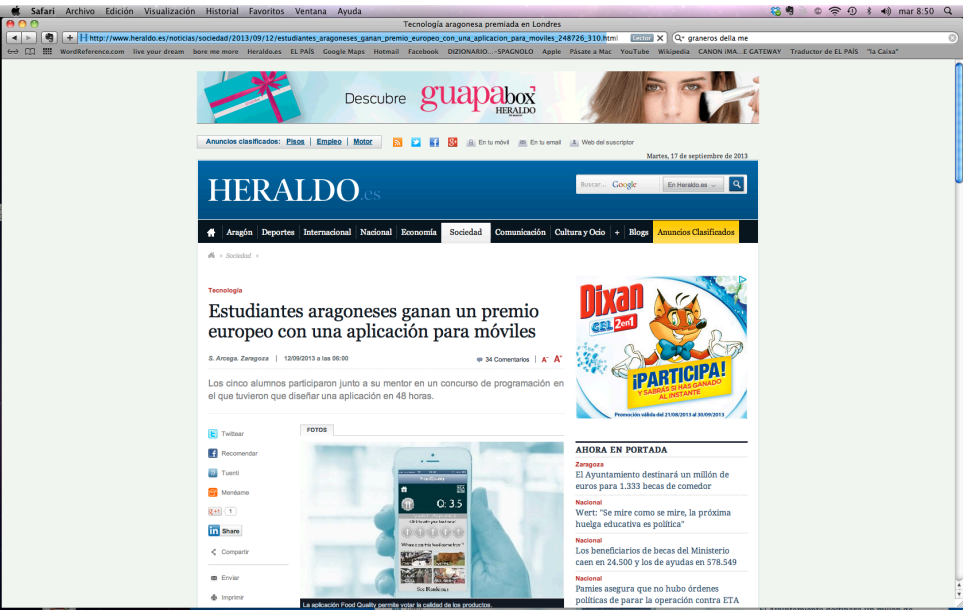 Safari Archivo Edición Visualización Historial Favoritos Ventana Ayuda
mar 8:50
Tecnología aragonesa premiada en Londres
http://www.heraldo.es/noticias/sociedad/2013/09/12/estudiantes_aragoneses_ganan_premio_europeo_con_una_aplicacion_para_moviles_248726_310.html
Lector
graneros della me
WordReference.com live your dream bore me more Heraldo.es EL PAÍS Google Maps Hotmail Facebook DIZIONARIO...-SPAGNOLO Apple Pásate a Mac YouTube Wikipedia CANON iMA...E GATEWAY Traductor de EL PAÍS "la Caixa"
Descubre guapabox
HERALDO
Anuncios clasificados: Pisos | Empleo | Motor
En tu móvil En tu email Web del suscriptor
Martes, 17 de septiembre de 2013
HERALDO.es
Buscar... Google En Heraldo.es
Aragón Deportes Internacional Nacional Economía Sociedad Comunicación Cultura y Ocio + Blogs Anuncios Clasificados
» Sociedad »
Tecnología
Estudiantes aragoneses ganan un premio
europeo con una aplicación para móviles
S. Arcega. Zaragoza | 12/09/2013 a las 06:00
34 Comentarios | A- A+
Los cinco alumnos participaron junto a su mentor en un concurso de programación en
el que tuvieron que diseñar una aplicación en 48 horas.
Twittear
Recomendar
Tuenti
Menéame
+1 1
in Share
Compartir
Enviar
Imprimir
FOTOS
Q: 3.5
La aplicación Food Quality permite votar la calidad de los productos.
Dixan
GEL 2en1
¡PARTICIPA!
Y SABRÁS SI HAS GANADO
AL INSTANTE
Promoción válida del 21/08/2013 al 30/09/2013
AHORA EN PORTADA
Zaragoza
El Ayuntamiento destinará un millón de
euros para 1.333 becas de comedor
Nacional
Wert: "Se mire como se mire, la próxima
huelga educativa es política"
Nacional
Los beneficiarios de becas del Ministerio
caen en 24.500 y los de ayudas en 578.549
Nacional
Pamies asegura que no hubo órdenes
políticas de parar la operación contra ETA